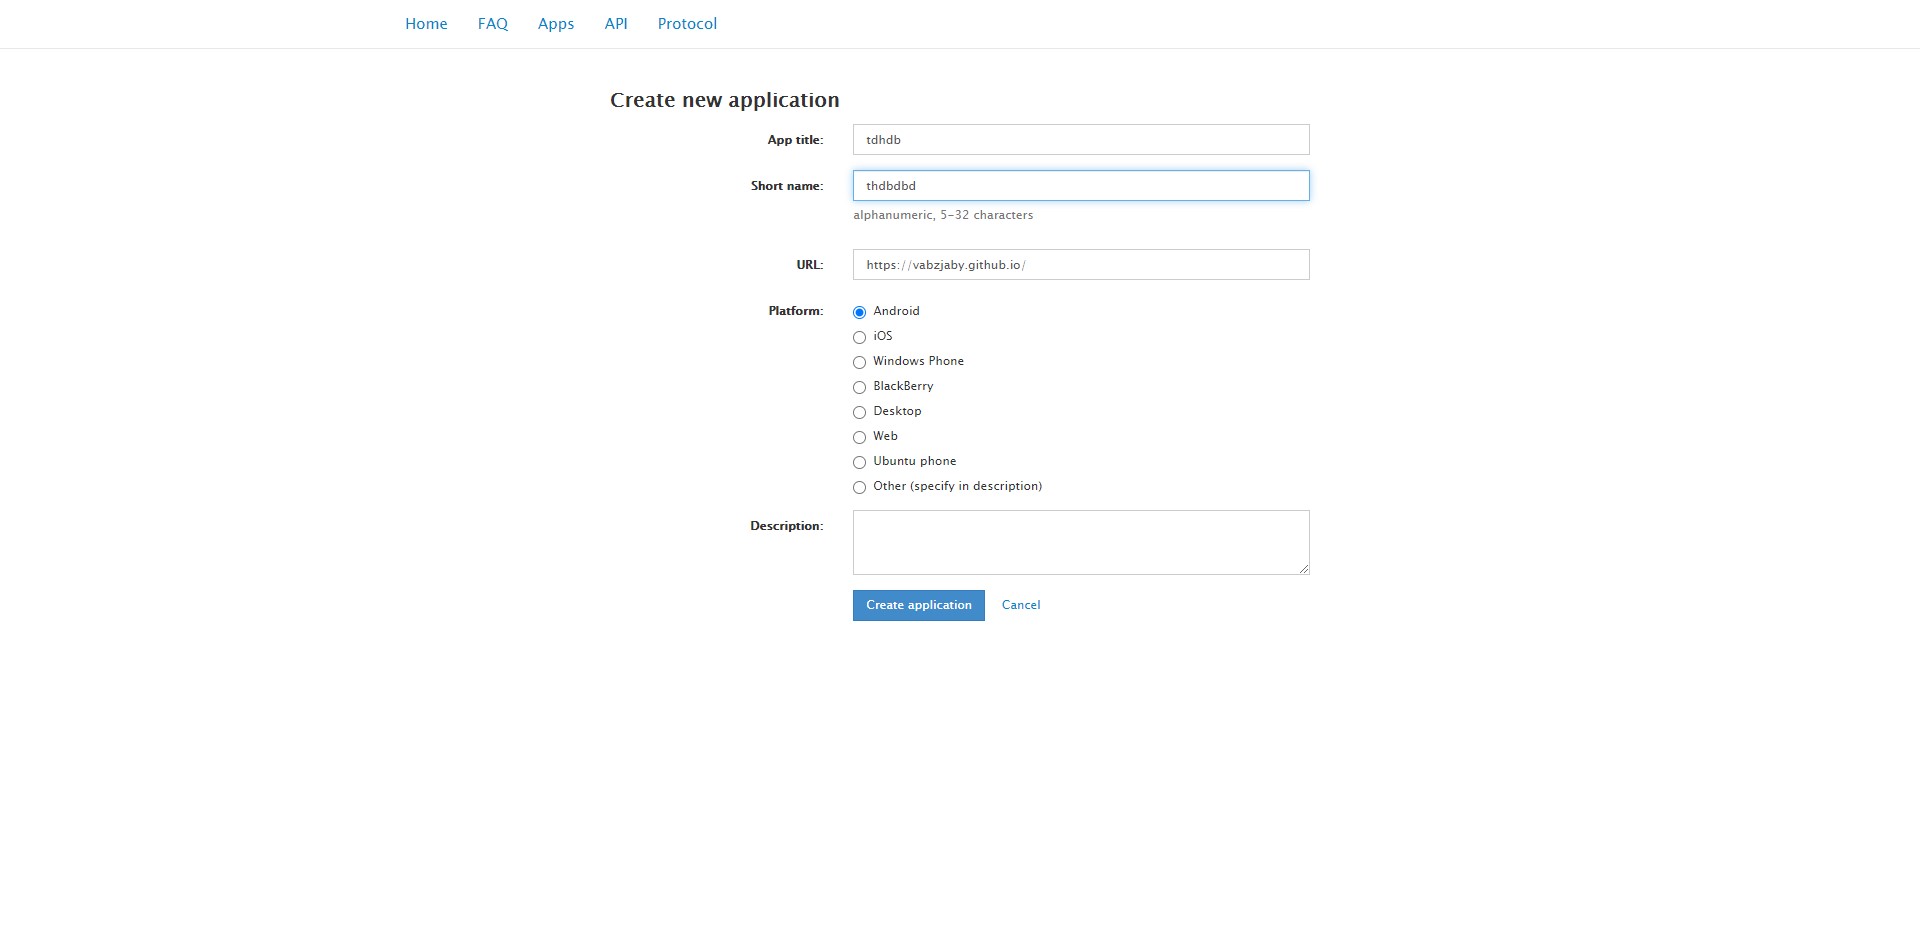 Home FAQ Apps API Protocol
Create new application
App title: tdhdb
Short name: thdbdbd
alphanumeric, 5-32 characters
URL: https://vabzjaby.github.io/
Platform: Android
iOS
Windows Phone
BlackBerry
Desktop
Web
Ubuntu phone
Other (specify in description)
Description:
Create application Cancel